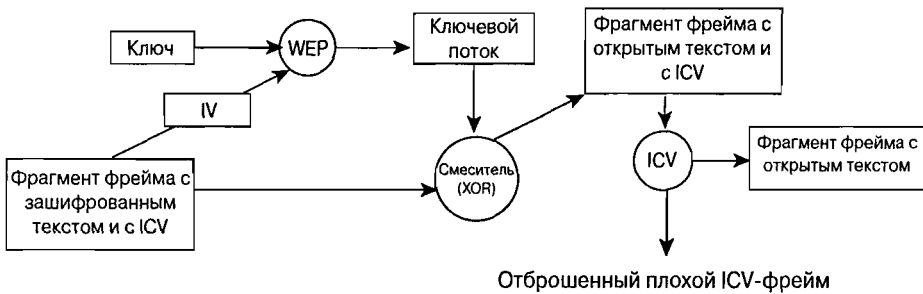 Ключ
WEP
Ключевой
поток
Фрагмент фрейма с
открытым текстом и
с ICV
IV
Фрагмент фрейма с
зашифрованным
текстом и с ICV
Смеситель
(XOR)
ICV
Фрагмент фрейма с
открытым текстом
Отброшенный плохой ICV-фрейм